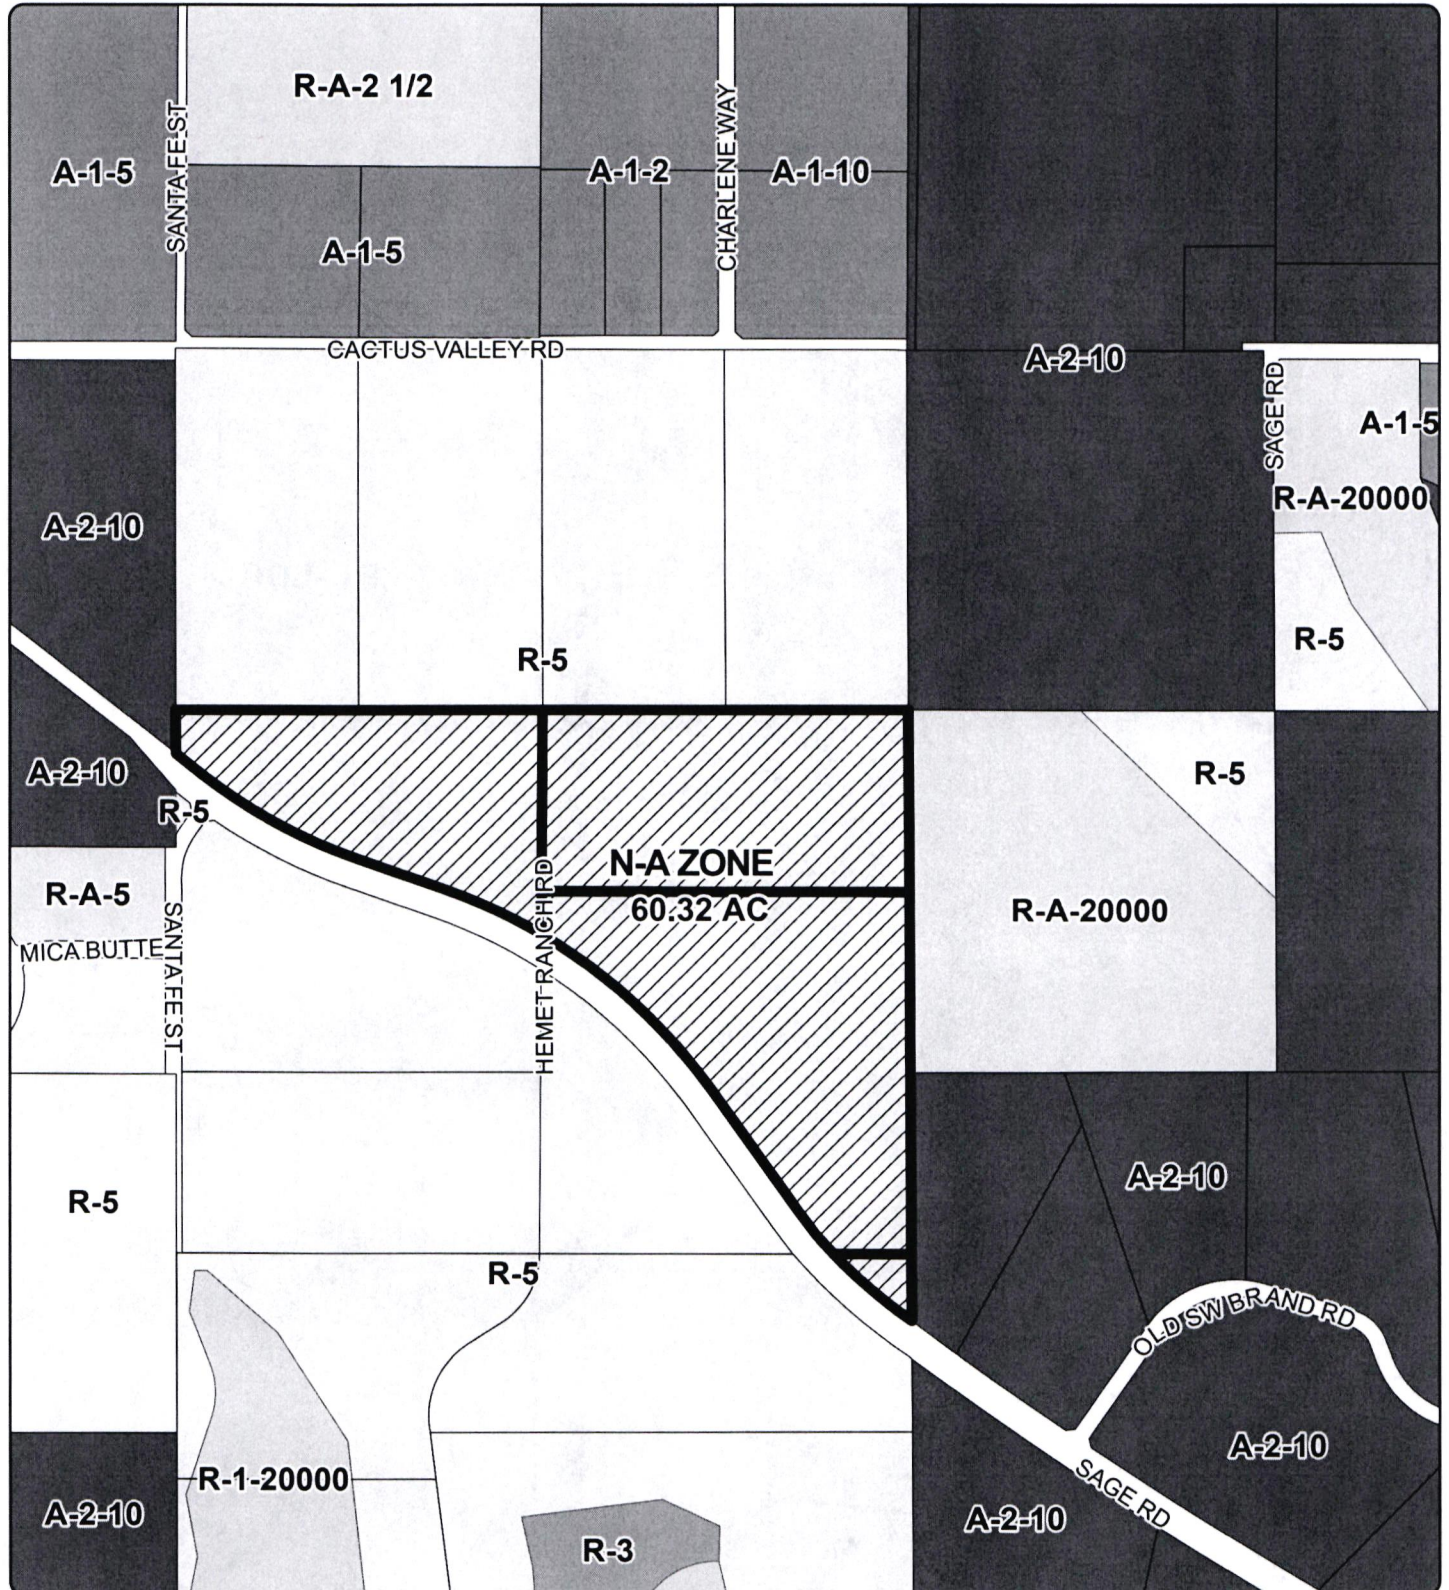 R-A-2 1/2
A-1-5
SANTA FE ST
A-1-2
CHARLENE WAY
A-1-10
A-1-5
CACTUS VALLEY RD
A-2-10
SAGE RD
A-1-5
R-A-20000
A-2-10
R-5
R-5
A-2-10
R-5
R-5
N-A ZONE
60.32 AC
R-A-5
R-A-20000
MICA BUTTE
SANTA FE ST
HEMET RANCH RD
R-5
A-2-10
R-5
OLD SW BRAND RD
R-1-20000
A-2-10
A-2-10
SAGE RD
A-2-10
R-3